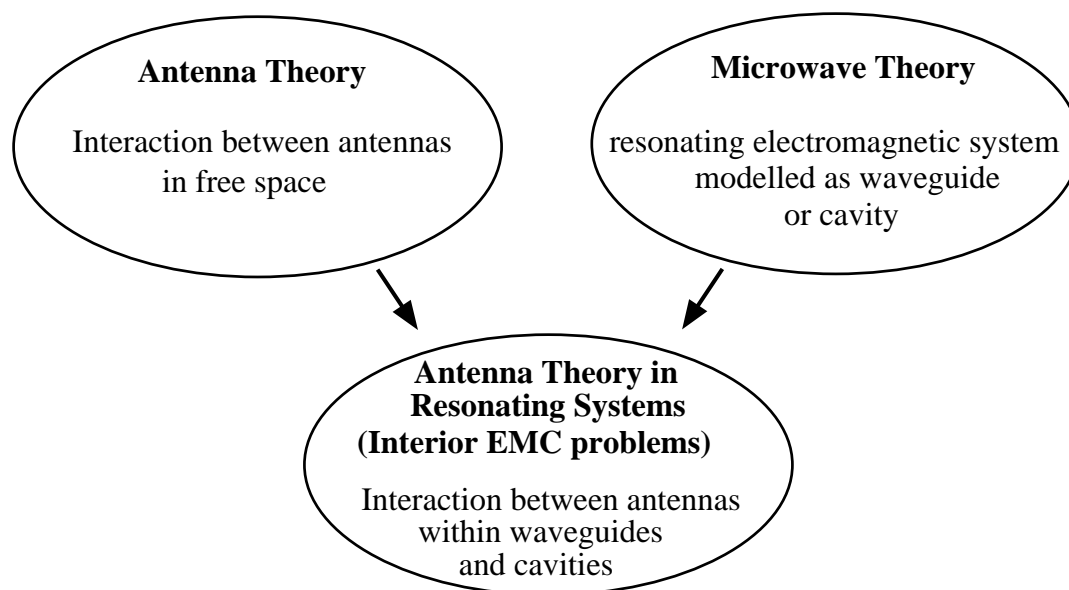 Antenna Theory
Interaction between antennas
in free space
Microwave Theory
resonating electromagnetic system
modelled as waveguide
or cavity
Antenna Theory in
Resonating Systems
(Interior EMC problems)
Interaction between antennas
within waveguides
and cavities